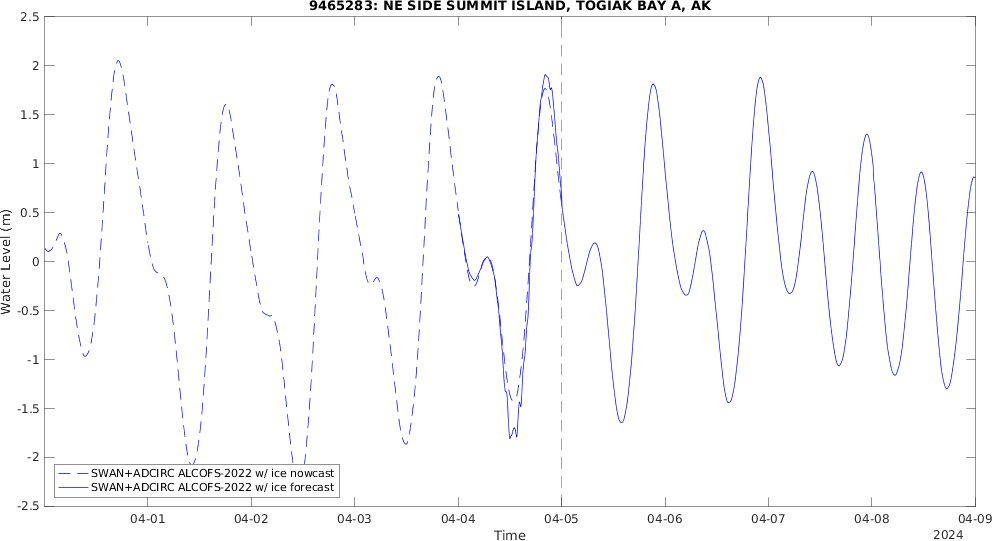 9465283: NE SIDE SUMMIT ISLAND, TOGIAK BAY A, AK
2.5
2
1.5
1
0.5
0
-0.5
-1
-1.5
-2
-2.5
Water Level (m)
SWAN+ADCIRC ALCOFS-2022 w/ ice nowcast
SWAN+ADCIRC ALCOFS-2022 w/ ice forecast
04-01 04-02 04-03 04-04 04-05 04-06 04-07 04-08 04-09
Time
2024